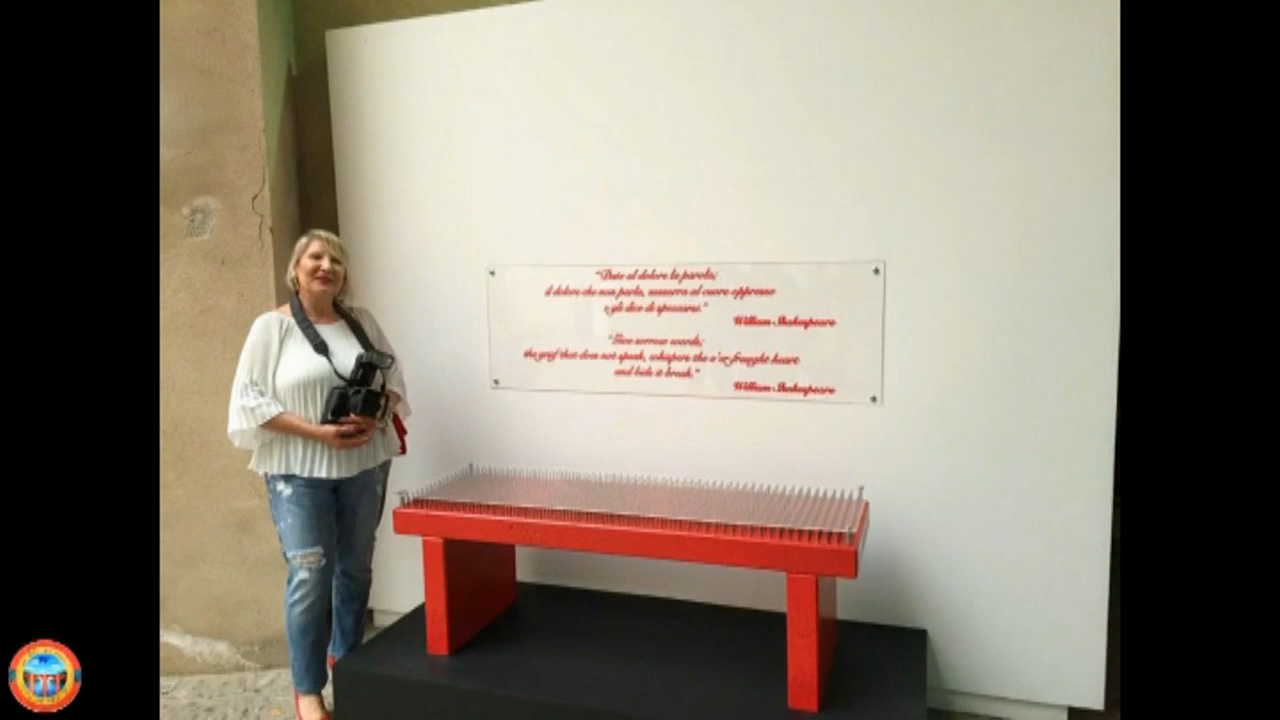 "Date al dolore la parola;
il dolore che non parla, sussurra al cuore oppresso
e gli dice di spezzarsi."
William Shakespeare
"Give sorrow words;
the grief that does not speak, whispers the o'er-fraught heart
and bids it break."
William Shakespeare